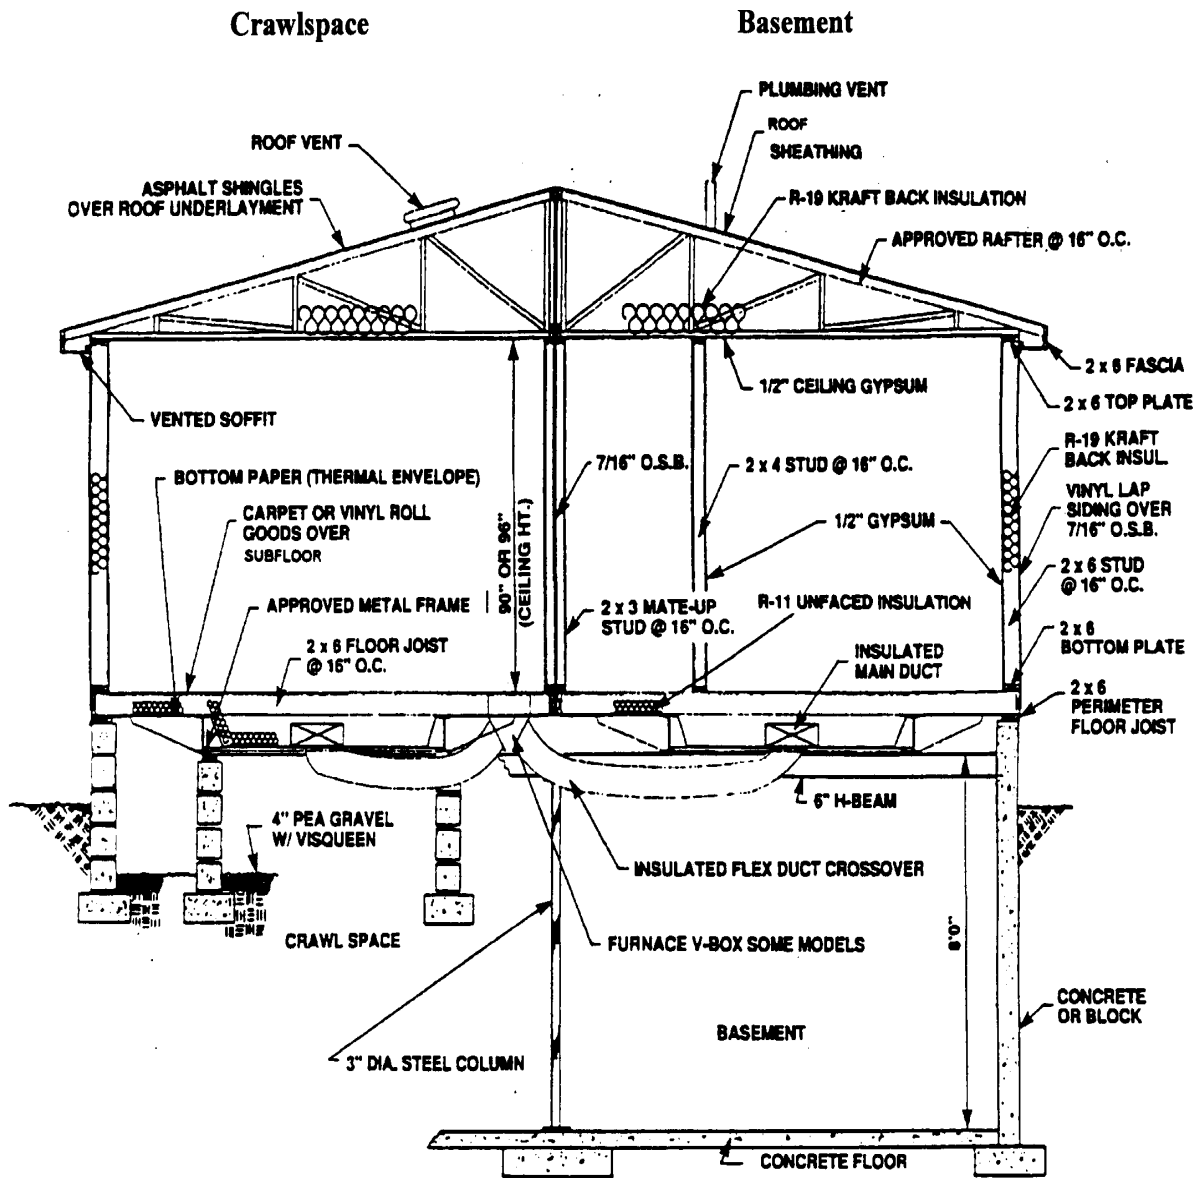 Crawlspace
Basement
PLUMBING VENT
ROOF
SHEATHING
ROOF VENT
ASPHALT SHINGLES
OVER ROOF UNDERLAYMENT
R-19 KRAFT BACK INSULATION
APPROVED RAFTER @ 16" O.C.
2 x 6 FASCIA
1/2" CEILING GYPSUM
2 x 6 TOP PLATE
VENTED SOFFIT
R-19 KRAFT
BACK INSUL.
7/16" O.S.B.
2 x 4 STUD @ 16" O.C.
BOTTOM PAPER (THERMAL ENVELOPE)
VINYL LAP
SIDING OVER
7/16" O.S.B.
CARPET OR VINYL ROLL
GOODS OVER
SUBFLOOR
90" OR 96"
(CEILING HT.)
1/2" GYPSUM
2 x 6 STUD
@ 16" O.C.
APPROVED METAL FRAME
2 x 3 MATE-UP
STUD @ 16" O.C.
R-11 UNFACED INSULATION
2 x 6
BOTTOM PLATE
2 x 6 FLOOR JOIST
@ 16" O.C.
INSULATED
MAIN DUCT
2 x 6
PERIMETER
FLOOR JOIST
6" H-BEAM
4" PEA GRAVEL
W/ VISQUEEN
INSULATED FLEX DUCT CROSSOVER
CRAWL SPACE
FURNACE V-BOX SOME MODELS
8'0"
CONCRETE
OR BLOCK
BASEMENT
3" DIA. STEEL COLUMN
CONCRETE FLOOR